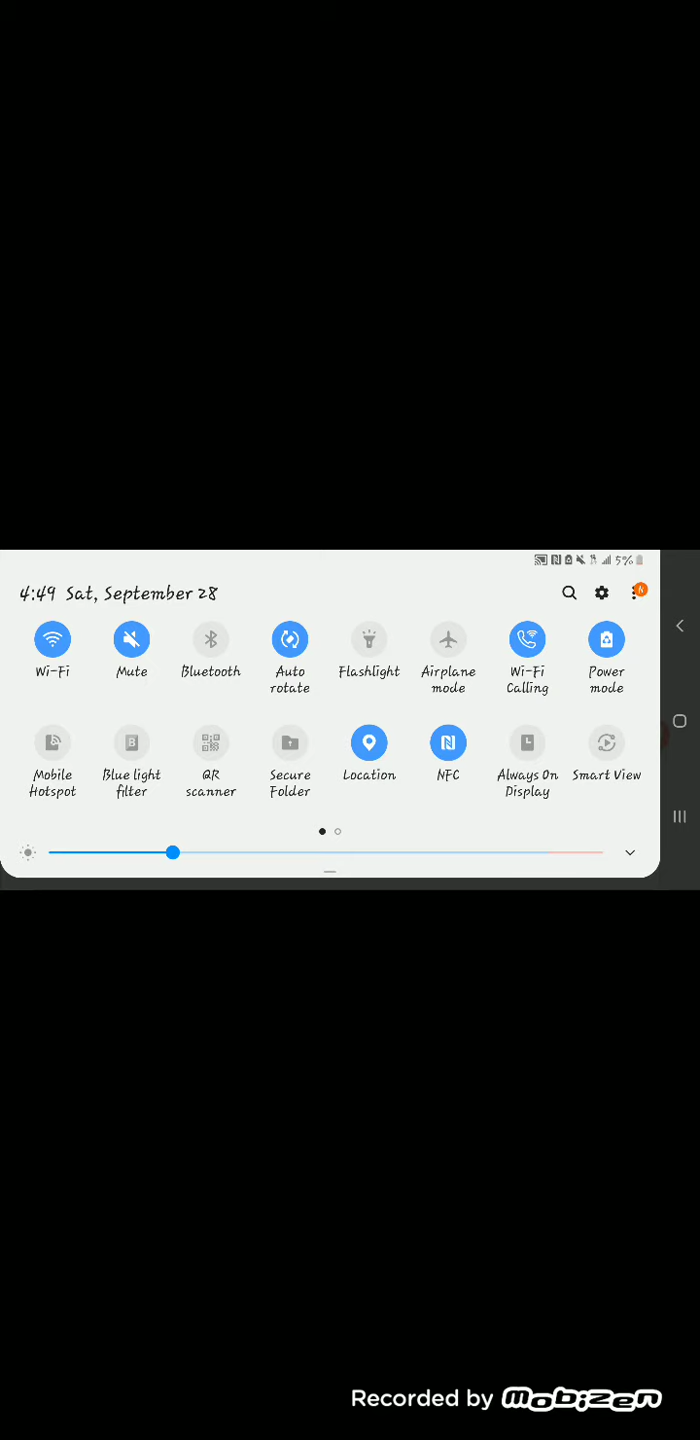 5%
4:49 Sat, September 28
N
Wi-Fi Mute Bluetooth Auto rotate Flashlight Airplane mode Wi-Fi Calling Power mode
Mobile Hotspot Blue light filter QR scanner Secure Folder Location NFC Always On Display Smart View
Recorded by mobizen